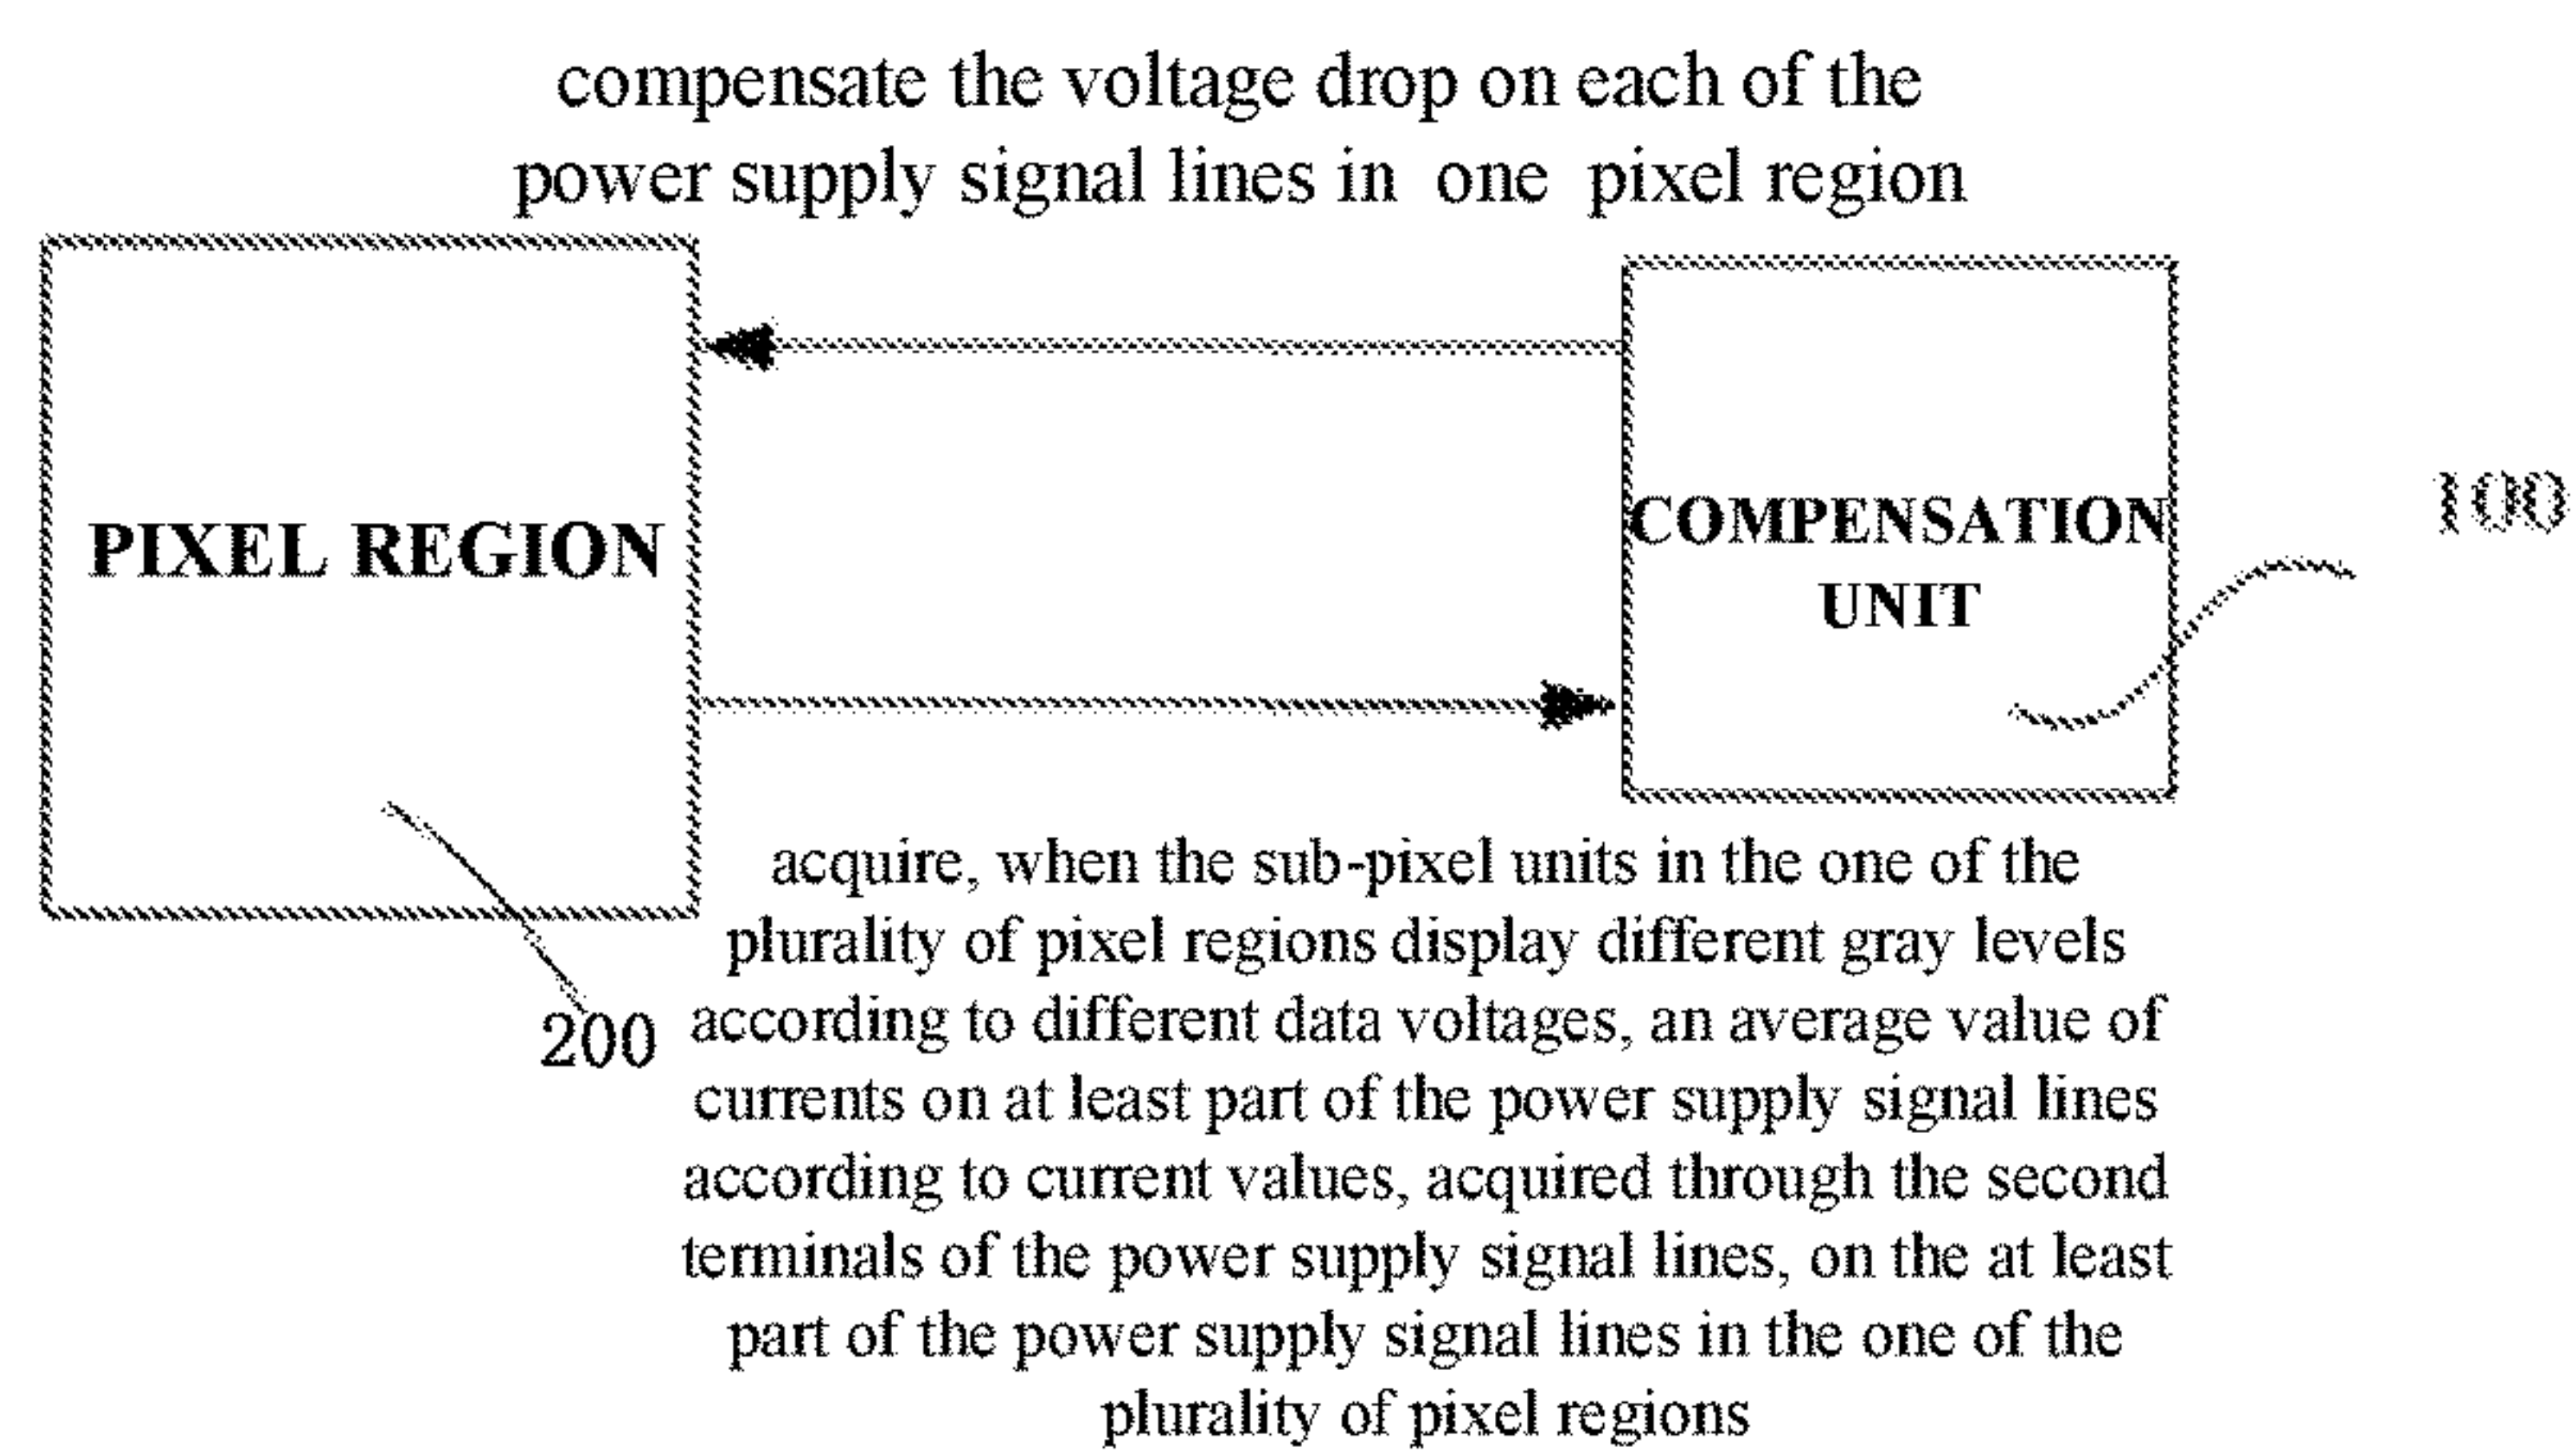 compensate the voltage drop on each of the
power supply signal lines in one pixel region
PIXEL REGION
COMPENSATION
UNIT
100
200
acquire, when the sub-pixel units in the one of the
plurality of pixel regions display different gray levels
according to different data voltages, an average value of
currents on at least part of the power supply signal lines
according to current values, acquired through the second
terminals of the power supply signal lines, on the at least
part of the power supply signal lines in the one of the
plurality of pixel regions